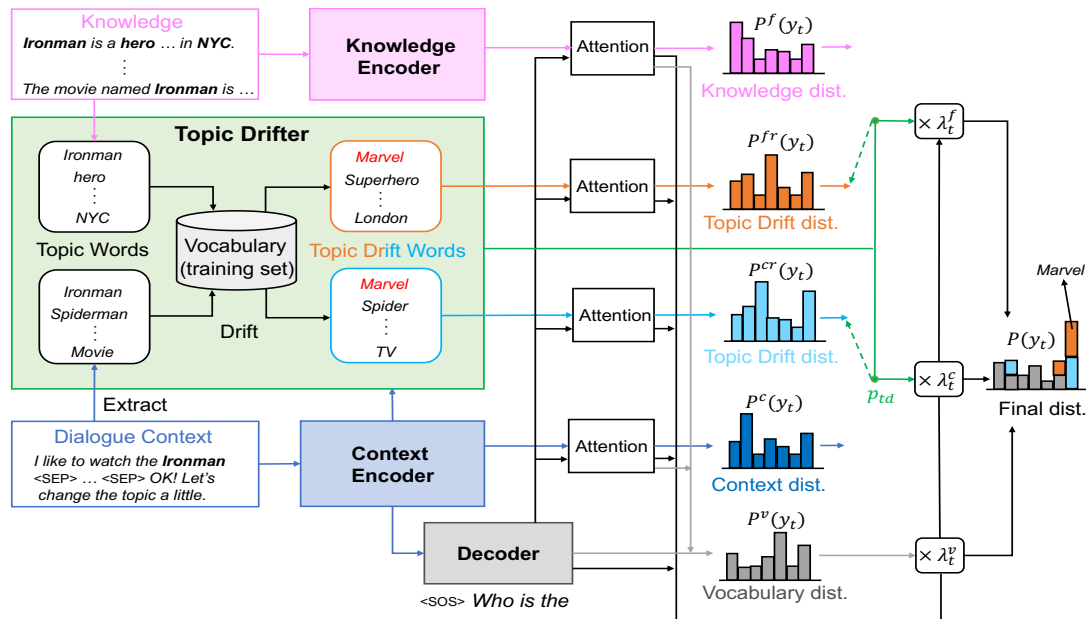 Knowledge
Ironman is a hero … in NYC.
⋮
The movie named Ironman is …
Knowledge
Encoder
Attention
P^f(y_t)
Knowledge dist.
Topic Drifter
Ironman
hero
⋮
NYC
Topic Words
Ironman
Spiderman
⋮
Movie
Vocabulary
(training set)
Drift
Marvel
Superhero
⋮
London
Topic Drift Words
Marvel
Spider
⋮
TV
Attention
P^{fr}(y_t)
Topic Drift dist.
Attention
P^{cr}(y_t)
Topic Drift dist.
× λ_t^f
p_{td}
× λ_t^c
Marvel
P(y_t)
Final dist.
Extract
Dialogue Context
I like to watch the Ironman
<SEP> … <SEP> OK! Let's
change the topic a little.
Context
Encoder
Attention
P^c(y_t)
Context dist.
Decoder
<SOS> Who is the
P^v(y_t)
Vocabulary dist.
× λ_t^v